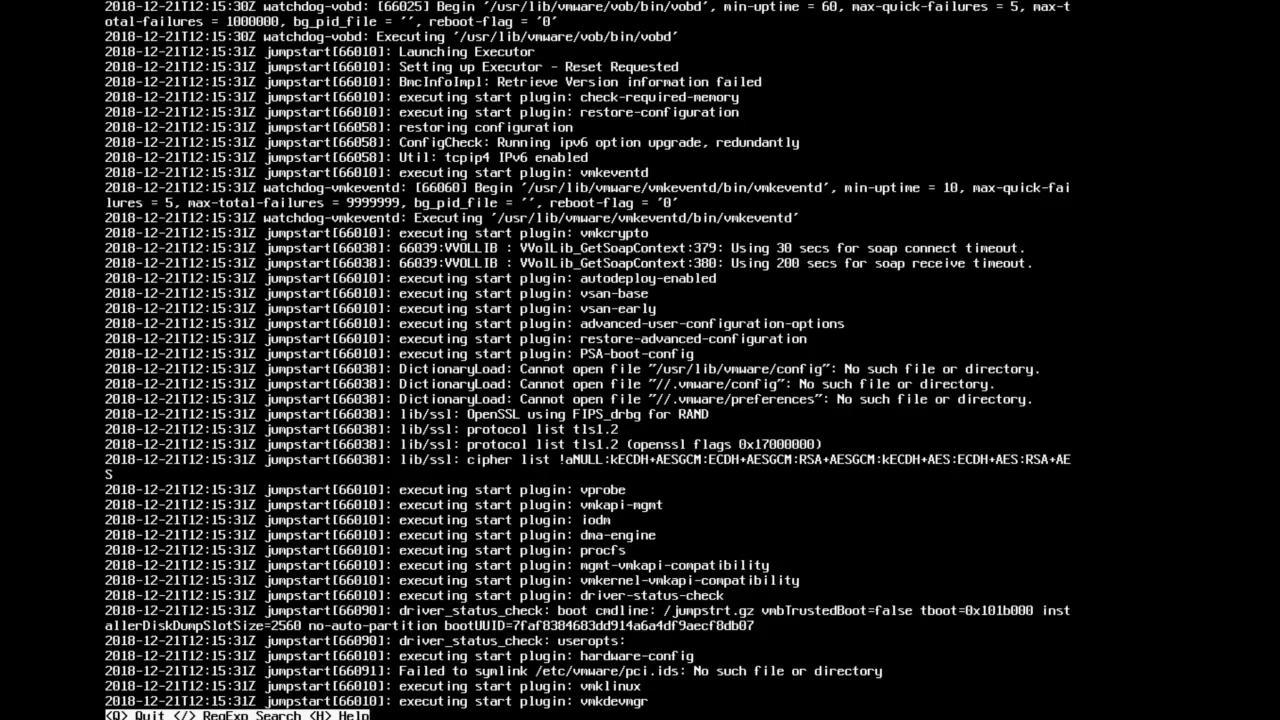 2018-12-21T12:15:30Z watchdog-vobd: [66025] Begin '/usr/lib/vmware/vob/bin/vobd', min-uptime = 60, max-quick-failures = 5, max-t
otal-failures = 1000000, bg_pid_file = '', reboot-flag = '0'
2018-12-21T12:15:30Z watchdog-vobd: Executing '/usr/lib/vmware/vob/bin/vobd'
2018-12-21T12:15:31Z jumpstart[66010]: Launching Executor
2018-12-21T12:15:31Z jumpstart[66010]: Setting up Executor - Reset Requested
2018-12-21T12:15:31Z jumpstart[66010]: BmcInfoImpl: Retrieve Version information failed
2018-12-21T12:15:31Z jumpstart[66010]: executing start plugin: check-required-memory
2018-12-21T12:15:31Z jumpstart[66010]: executing start plugin: restore-configuration
2018-12-21T12:15:31Z jumpstart[66058]: restoring configuration
2018-12-21T12:15:31Z jumpstart[66058]: ConfigCheck: Running ipv6 option upgrade, redundantly
2018-12-21T12:15:31Z jumpstart[66058]: Util: tcpip4 IPv6 enabled
2018-12-21T12:15:31Z jumpstart[66010]: executing start plugin: vmkeventd
2018-12-21T12:15:31Z watchdog-vmkeventd: [66060] Begin '/usr/lib/vmware/vmkeventd/bin/vmkeventd', min-uptime = 10, max-quick-fai
lures = 5, max-total-failures = 9999999, bg_pid_file = '', reboot-flag = '0'
2018-12-21T12:15:31Z watchdog-vmkeventd: Executing '/usr/lib/vmware/vmkeventd/bin/vmkeventd'
2018-12-21T12:15:31Z jumpstart[66010]: executing start plugin: vmkcrypto
2018-12-21T12:15:31Z jumpstart[66038]: 66039:VVOLLIB : VVolLib_GetSoapContext:379: Using 30 secs for soap connect timeout.
2018-12-21T12:15:31Z jumpstart[66038]: 66039:VVOLLIB : VVolLib_GetSoapContext:380: Using 200 secs for soap receive timeout.
2018-12-21T12:15:31Z jumpstart[66010]: executing start plugin: autodeploy-enabled
2018-12-21T12:15:31Z jumpstart[66010]: executing start plugin: vsan-base
2018-12-21T12:15:31Z jumpstart[66010]: executing start plugin: vsan-early
2018-12-21T12:15:31Z jumpstart[66010]: executing start plugin: advanced-user-configuration-options
2018-12-21T12:15:31Z jumpstart[66010]: executing start plugin: restore-advanced-configuration
2018-12-21T12:15:31Z jumpstart[66010]: executing start plugin: PSA-boot-config
2018-12-21T12:15:31Z jumpstart[66038]: DictionaryLoad: Cannot open file "/usr/lib/vmware/config": No such file or directory.
2018-12-21T12:15:31Z jumpstart[66038]: DictionaryLoad: Cannot open file "//.vmware/config": No such file or directory.
2018-12-21T12:15:31Z jumpstart[66038]: DictionaryLoad: Cannot open file "//.vmware/preferences": No such file or directory.
2018-12-21T12:15:31Z jumpstart[66038]: lib/ssl: OpenSSL using FIPS_drbg for RAND
2018-12-21T12:15:31Z jumpstart[66038]: lib/ssl: protocol list tls1.2
2018-12-21T12:15:31Z jumpstart[66038]: lib/ssl: protocol list tls1.2 (openssl flags 0x17000000)
2018-12-21T12:15:31Z jumpstart[66038]: lib/ssl: cipher list !aNULL:kECDH+AESGCM:ECDH+AESGCM:RSA+AESGCM:kECDH+AES:ECDH+AES:RSA+AE
S
2018-12-21T12:15:31Z jumpstart[66010]: executing start plugin: vprobe
2018-12-21T12:15:31Z jumpstart[66010]: executing start plugin: vmkapi-mgmt
2018-12-21T12:15:31Z jumpstart[66010]: executing start plugin: iodm
2018-12-21T12:15:31Z jumpstart[66010]: executing start plugin: dma-engine
2018-12-21T12:15:31Z jumpstart[66010]: executing start plugin: procfs
2018-12-21T12:15:31Z jumpstart[66010]: executing start plugin: mgmt-vmkapi-compatibility
2018-12-21T12:15:31Z jumpstart[66010]: executing start plugin: vmkernel-vmkapi-compatibility
2018-12-21T12:15:31Z jumpstart[66010]: executing start plugin: driver-status-check
2018-12-21T12:15:31Z jumpstart[66090]: driver_status_check: boot cmdline: /jumpstrt.gz vmbTrustedBoot=false tboot=0x101b000 inst
allerDiskDumpSlotSize=2560 no-auto-partition bootUUID=7faf8384683dd914a6a4df9aecf8db07
2018-12-21T12:15:31Z jumpstart[66090]: driver_status_check: useropts:
2018-12-21T12:15:31Z jumpstart[66010]: executing start plugin: hardware-config
2018-12-21T12:15:31Z jumpstart[66091]: Failed to symlink /etc/vmware/pci.ids: No such file or directory
2018-12-21T12:15:31Z jumpstart[66010]: executing start plugin: vmklinux
2018-12-21T12:15:31Z jumpstart[66010]: executing start plugin: vmkdevmgr
<Q> Quit </> RegExp Search <H> Help